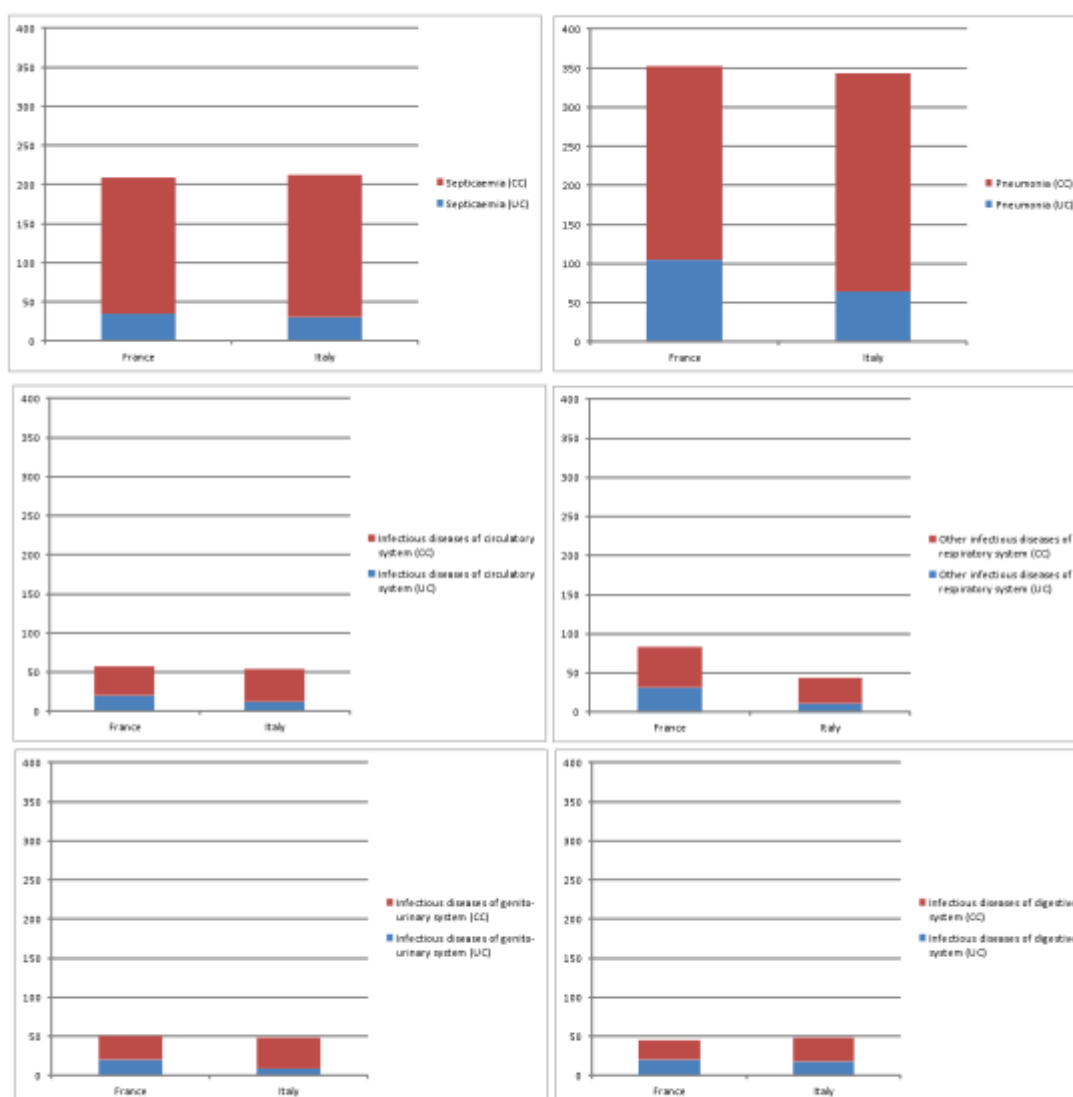 400
350
300
250
200
150
100
50
0
France Italy
Septicaemia (CC)
Septicaemia (UC)
400
350
300
250
200
150
100
50
0
France Italy
Pneumonia (CC)
Pneumonia (UC)
400
350
300
250
200
150
100
50
0
France Italy
Infectious diseases of circulatory
system (CC)
Infectious diseases of circulatory
system (UC)
400
350
300
250
200
150
100
50
0
France Italy
Other infectious diseases of
respiratory system (CC)
Other infectious diseases of
respiratory system (UC)
400
350
300
250
200
150
100
50
0
France Italy
Infectious diseases of genito-
urinary system (CC)
Infectious diseases of genito-
urinary system (UC)
400
350
300
250
200
150
100
50
0
France Italy
Infectious diseases of digestive
system (CC)
Infectious diseases of digestive
system (UC)